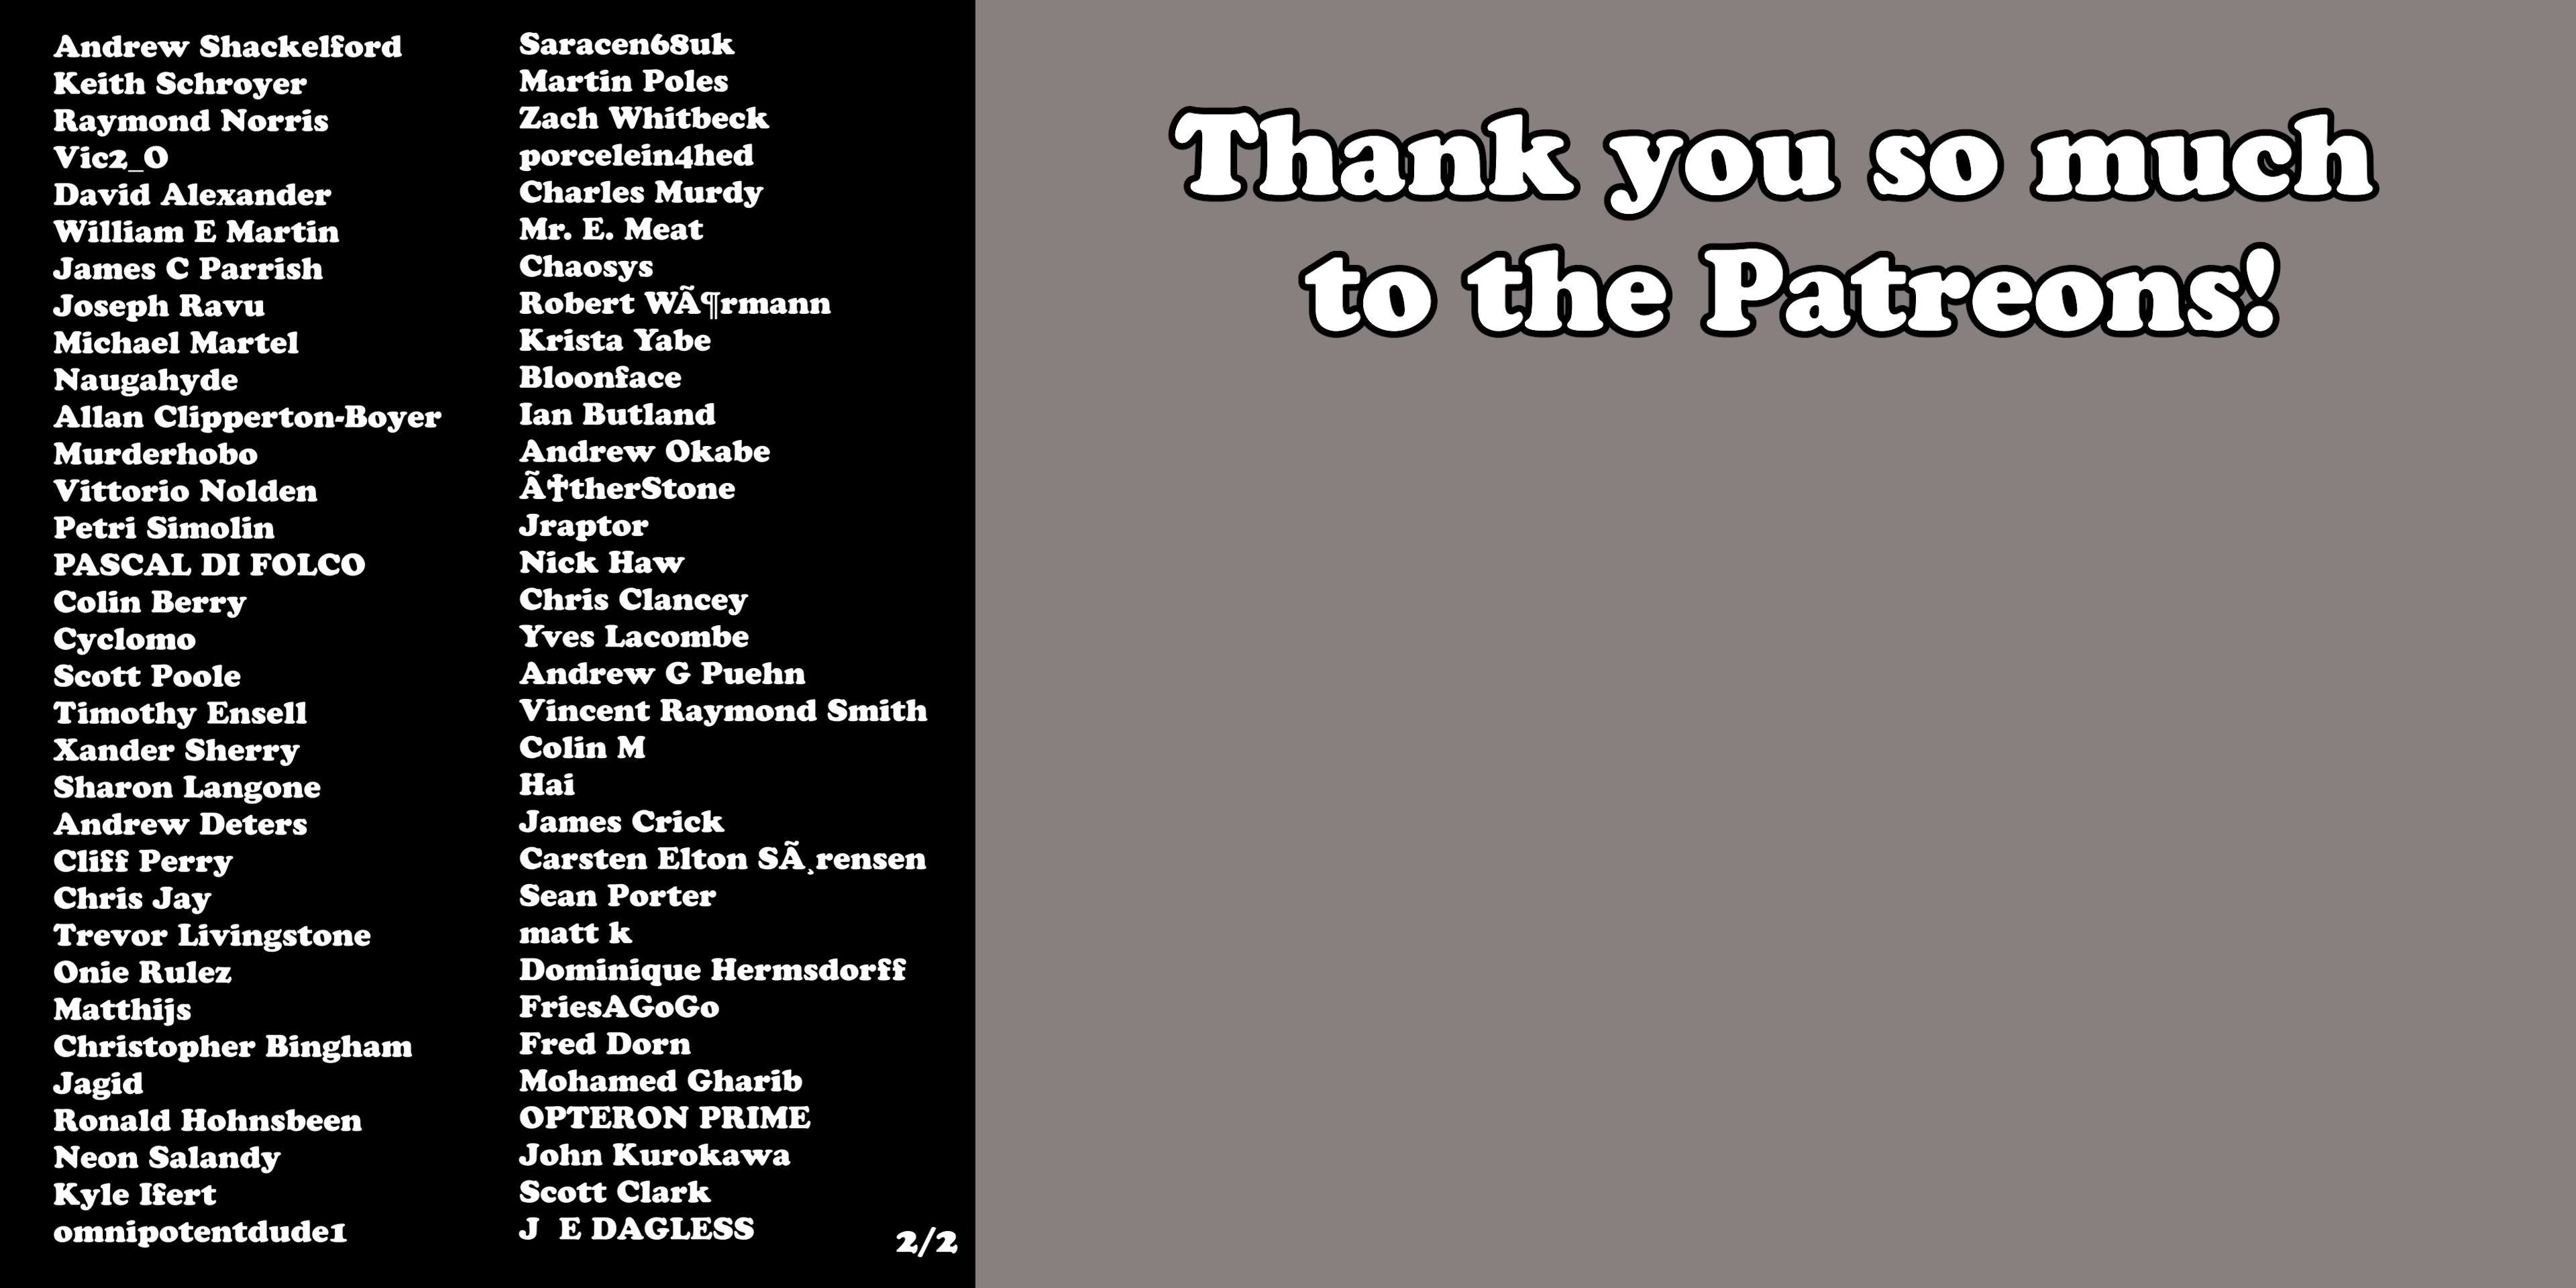 Andrew Shackelford
Keith Schroyer
Raymond Norris
Vic2_O
David Alexander
William E Martin
James C Parrish
Joseph Ravu
Michael Martel
Naugahyde
Allan Clipperton-Boyer
Murderhobo
Vittorio Nolden
Petri Simolin
PASCAL DI FOLCO
Colin Berry
Cyclomo
Scott Poole
Timothy Ensell
Xander Sherry
Sharon Langone
Andrew Deters
Cliff Perry
Chris Jay
Trevor Livingstone
Onie Rulez
Matthijs
Christopher Bingham
Jagid
Ronald Hohnsbeen
Neon Salandy
Kyle Ifert
omnipotentdude1
Saracen68uk
Martin Poles
Zach Whitbeck
porcelein4hed
Charles Murdy
Mr. E. Meat
Chaosys
Robert WÃ¶rmann
Krista Yabe
Bloonface
Ian Butland
Andrew Okabe
Ã†therStone
Jraptor
Nick Haw
Chris Clancey
Yves Lacombe
Andrew G Puehn
Vincent Raymond Smith
Colin M
Hai
James Crick
Carsten Elton SÃ¸rensen
Sean Porter
matt k
Dominique Hermsdorff
FriesAGoGo
Fred Dorn
Mohamed Gharib
OPTERON PRIME
John Kurokawa
Scott Clark
J  E DAGLESS
2/2
Thank you so much
to the Patreons!